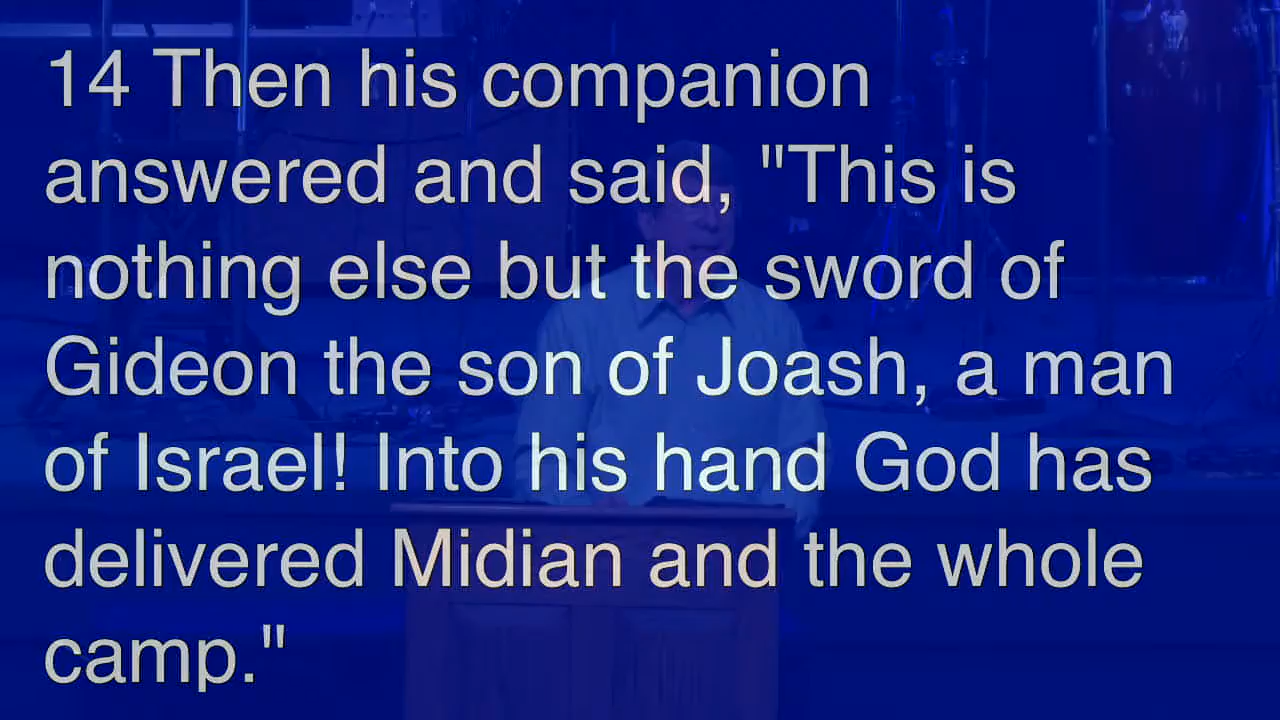 14 Then his companion
answered and said, "This is
nothing else but the sword of
Gideon the son of Joash, a man
of Israel! Into his hand God has
delivered Midian and the whole
camp."